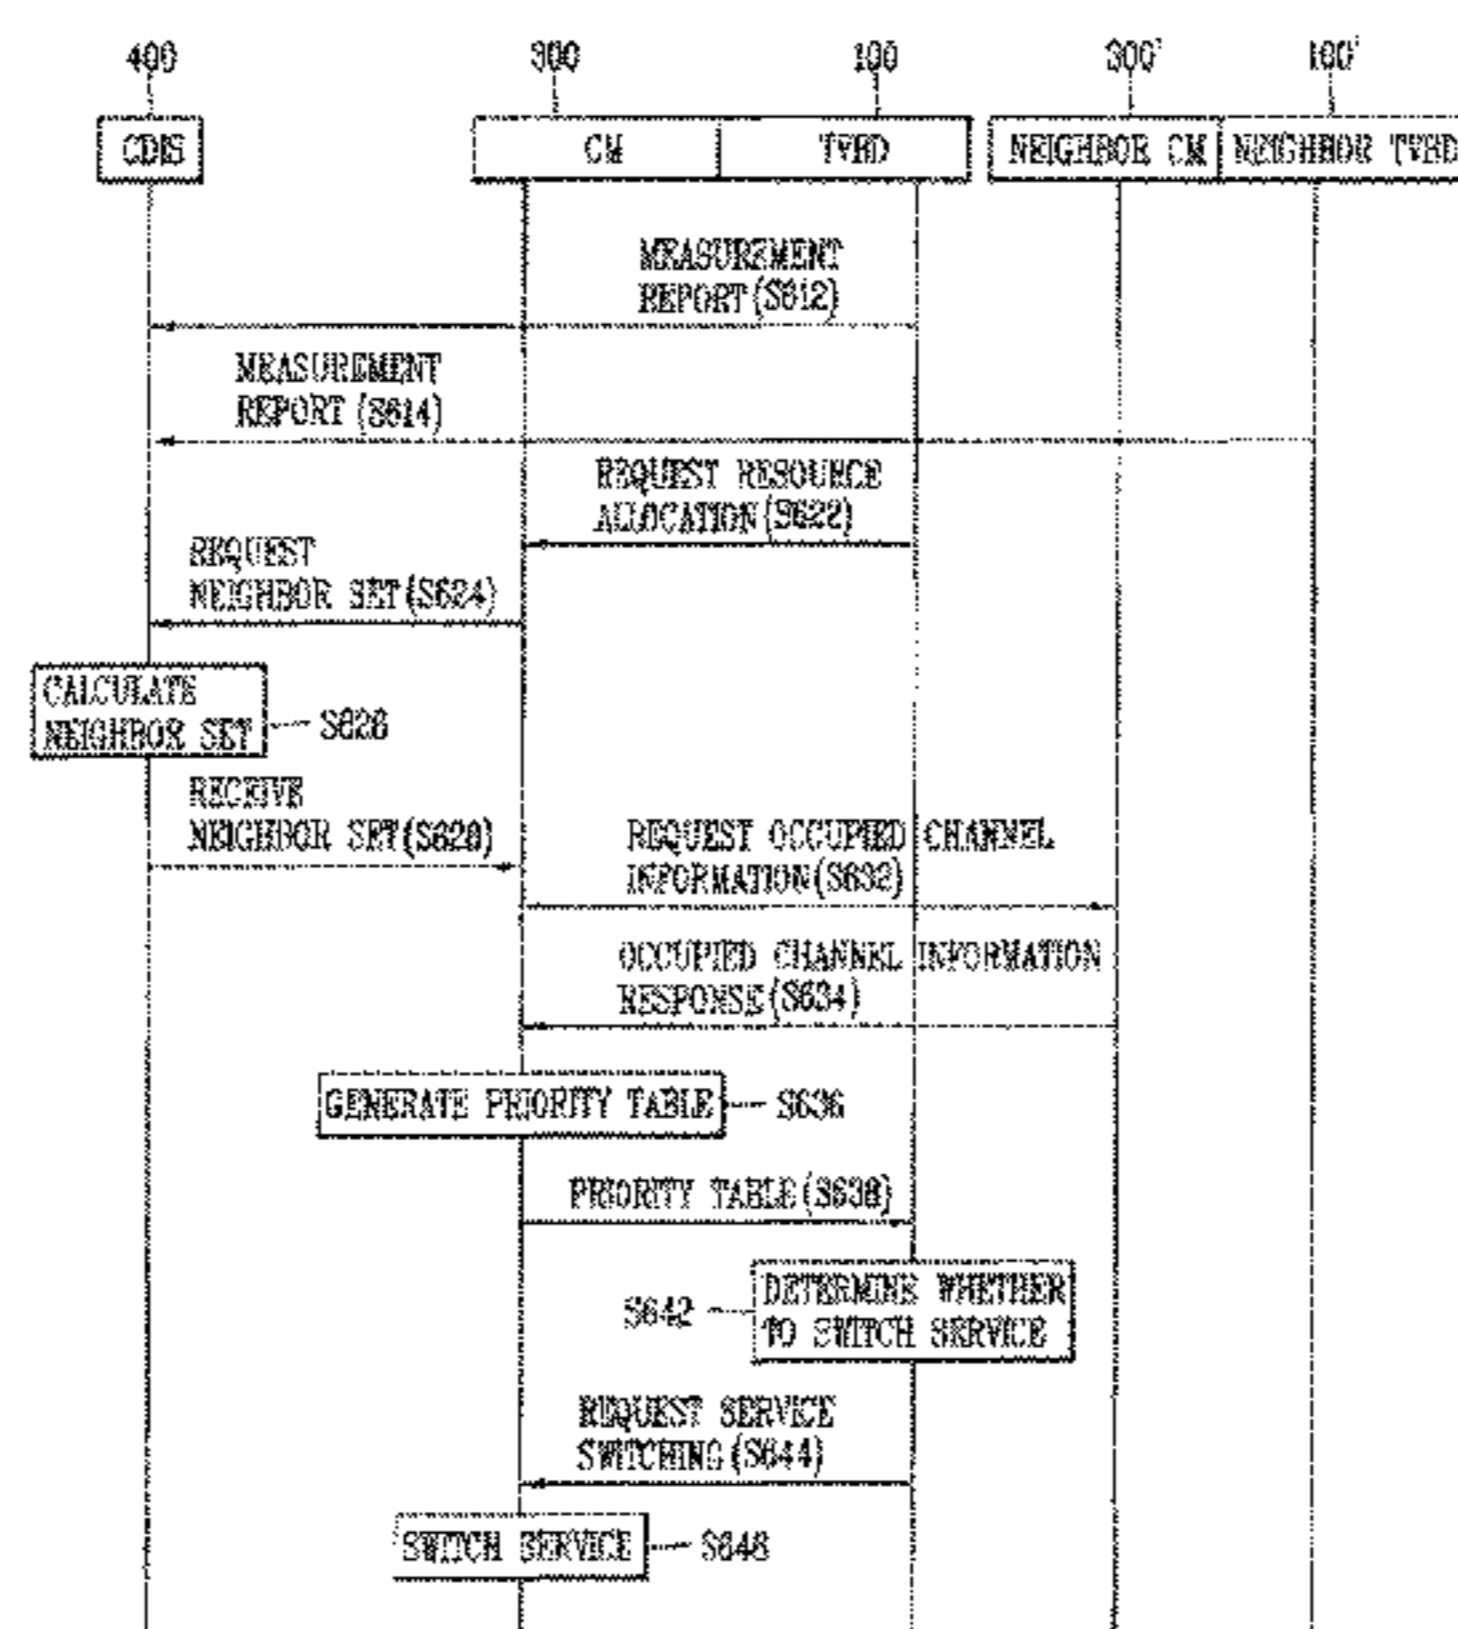 400
300
100
300'
100'
CDIS
CM
TVBD
NEIGHBOR CM
NEIGHBOR TVBD
MEASUREMENT
REPORT(S612)
MEASUREMENT
REPORT(S614)
REQUEST RESOURCE
ALLOCATION(S622)
REQUEST
NEIGHBOR SET(S624)
CALCULATE
NEIGHBOR SET
S626
RECEIVE
NEIGHBOR SET(S628)
REQUEST OCCUPIED CHANNEL
INFORMATION(S632)
OCCUPIED CHANNEL INFORMATION
RESPONSE(S634)
GENERATE PRIORITY TABLE
S636
PRIORITY TABLE(S638)
S642
DETERMINE WHETHER
TO SWITCH SERVICE
REQUEST SERVICE
SWITCHING(S644)
SWITCH SERVICE
S646